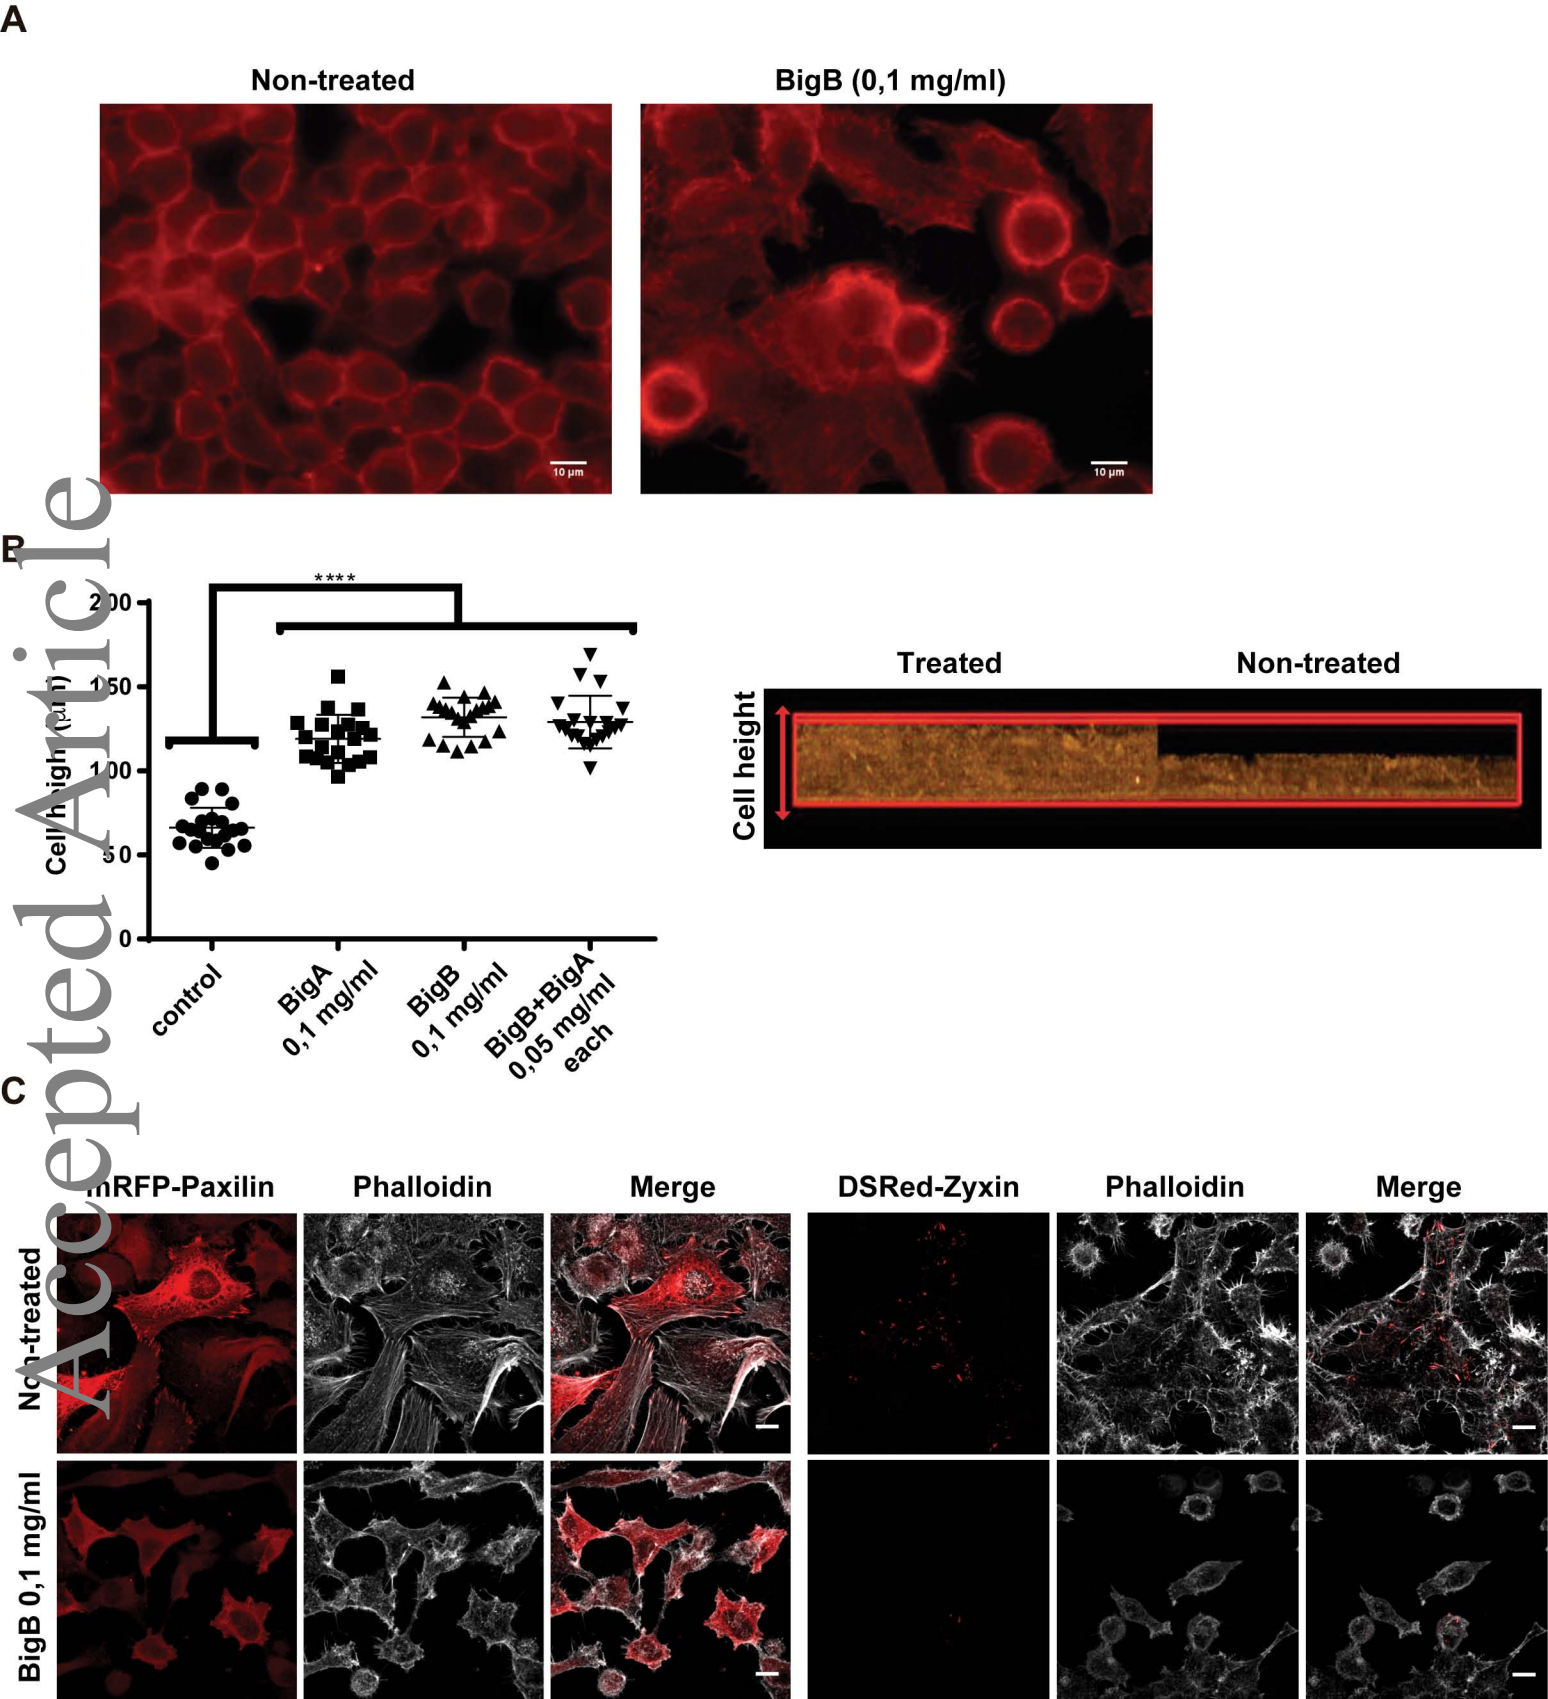 A
Non-treated
BigB (0,1 mg/ml)
10 µm
10 µm
B
****
200
150
100
50
0
Cell height (µm)
control
BigA
0,1 mg/ml
BigB
0,1 mg/ml
BigB+BigA
0,05 mg/ml
each
Treated
Non-treated
Cell height
C
mRFP-Paxilin
Phalloidin
Merge
DSRed-Zyxin
Phalloidin
Merge
Non-treated
BigB 0,1 mg/ml
Accepted Article